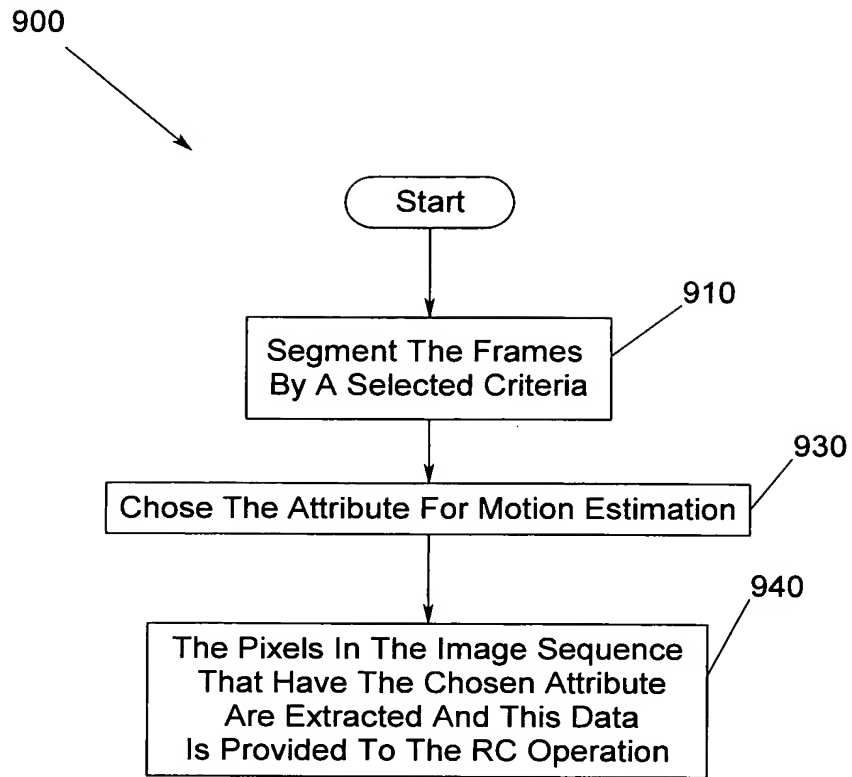 900
Start
910
Segment The Frames
By A Selected Criteria
930
Chose The Attribute For Motion Estimation
940
The Pixels In The Image Sequence
That Have The Chosen Attribute
Are Extracted And This Data
Is Provided To The RC Operation